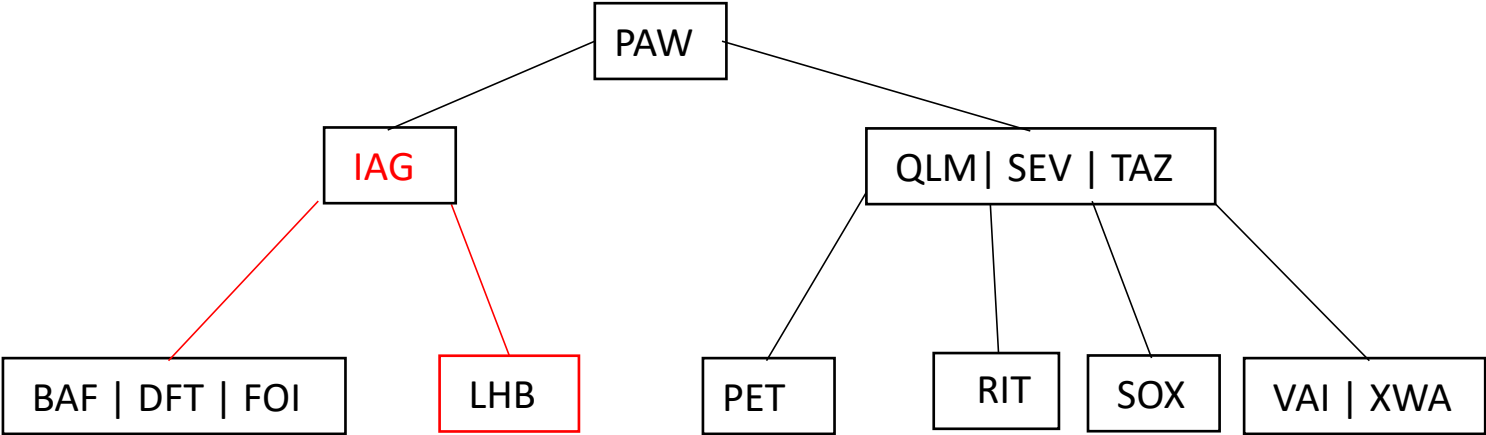 PAW
IAG
QLM| SEV | TAZ
BAF | DFT | FOI
LHB
PET
RIT
SOX
VAI | XWA